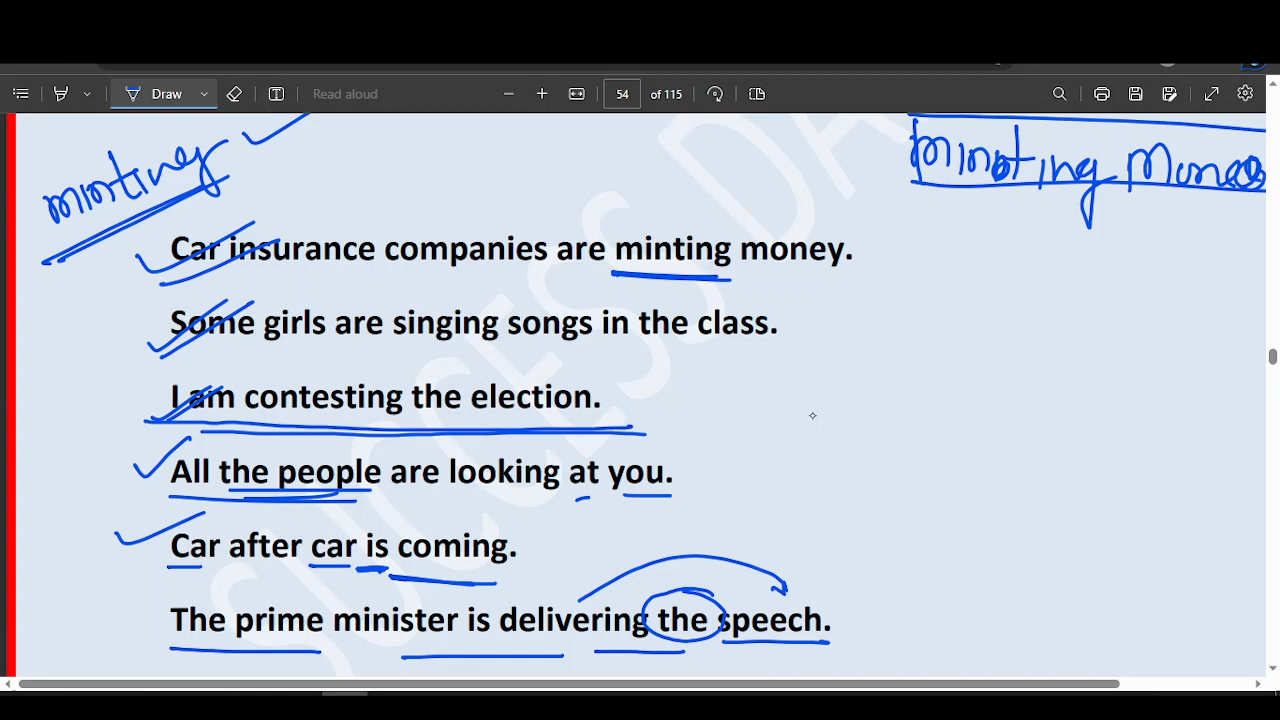 Draw
Read aloud
54 of 115
minting
Minting Money
Car insurance companies are minting money.
Some girls are singing songs in the class.
I am contesting the election.
All the people are looking at you.
Car after car is coming.
The prime minister is delivering the speech.
SUCCESS DA